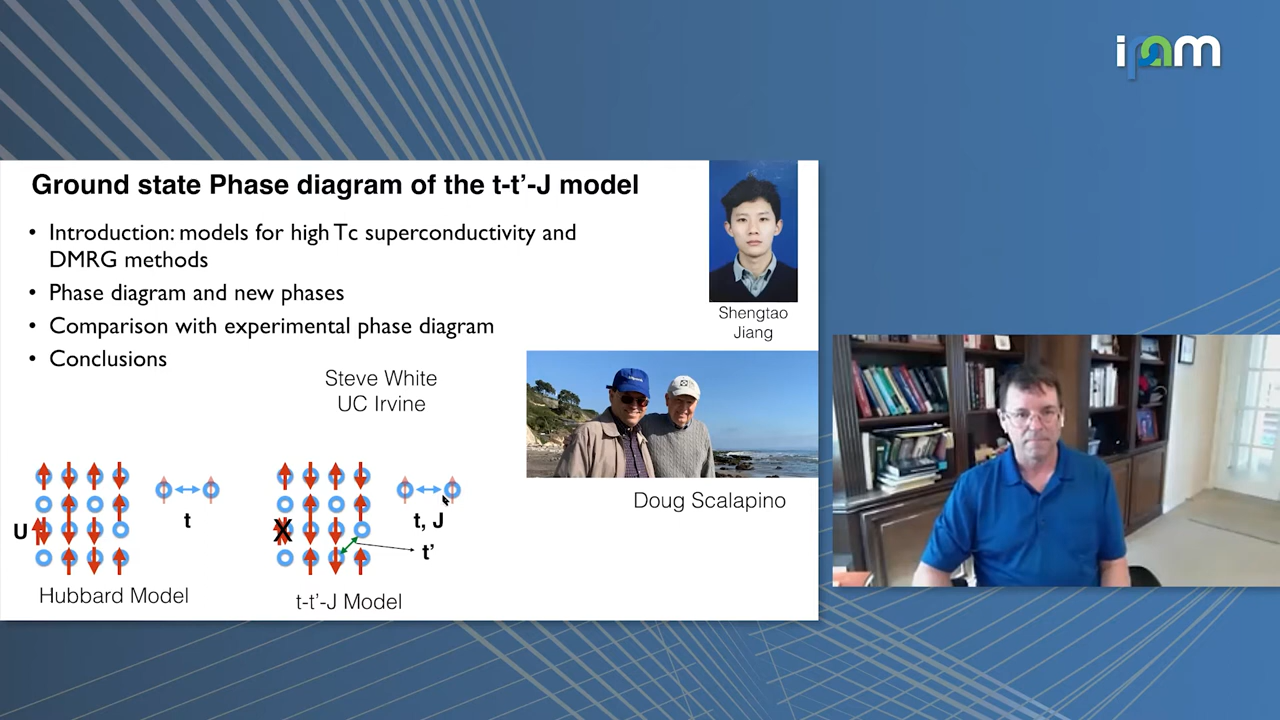 ipam
Ground state Phase diagram of the t-t’-J model
• Introduction: models for high Tc superconductivity and
DMRG methods
• Phase diagram and new phases
• Comparison with experimental phase diagram
• Conclusions
Steve White
UC Irvine
Shengtao
Jiang
Doug Scalapino
U
t
X
t, J
t’
Hubbard Model
t-t’-J Model